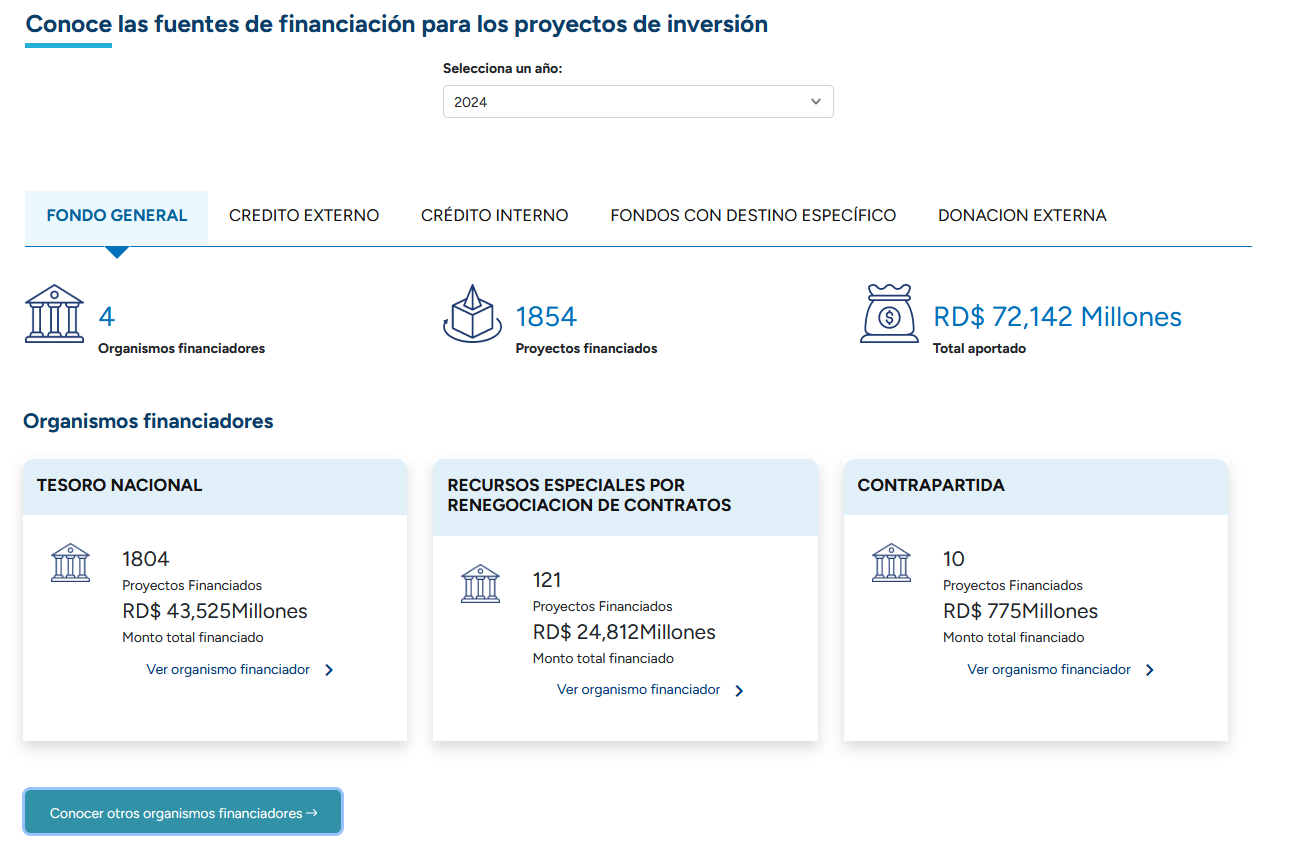 Conoce las fuentes de financiación para los proyectos de inversión
Selecciona un año:
2024
FONDO GENERAL
CREDITO EXTERNO
CRÉDITO INTERNO
FONDOS CON DESTINO ESPECÍFICO
DONACION EXTERNA
4
Organismos financiadores
1854
Proyectos financiados
RD$ 72,142 Millones
Total aportado
Organismos financiadores
TESORO NACIONAL
1804
Proyectos Financiados
RD$ 43,525Millones
Monto total financiado
Ver organismo financiador
RECURSOS ESPECIALES POR
RENEGOCIACION DE CONTRATOS
121
Proyectos Financiados
RD$ 24,812Millones
Monto total financiado
Ver organismo financiador
CONTRAPARTIDA
10
Proyectos Financiados
RD$ 775Millones
Monto total financiado
Ver organismo financiador
Conocer otros organismos financiadores →